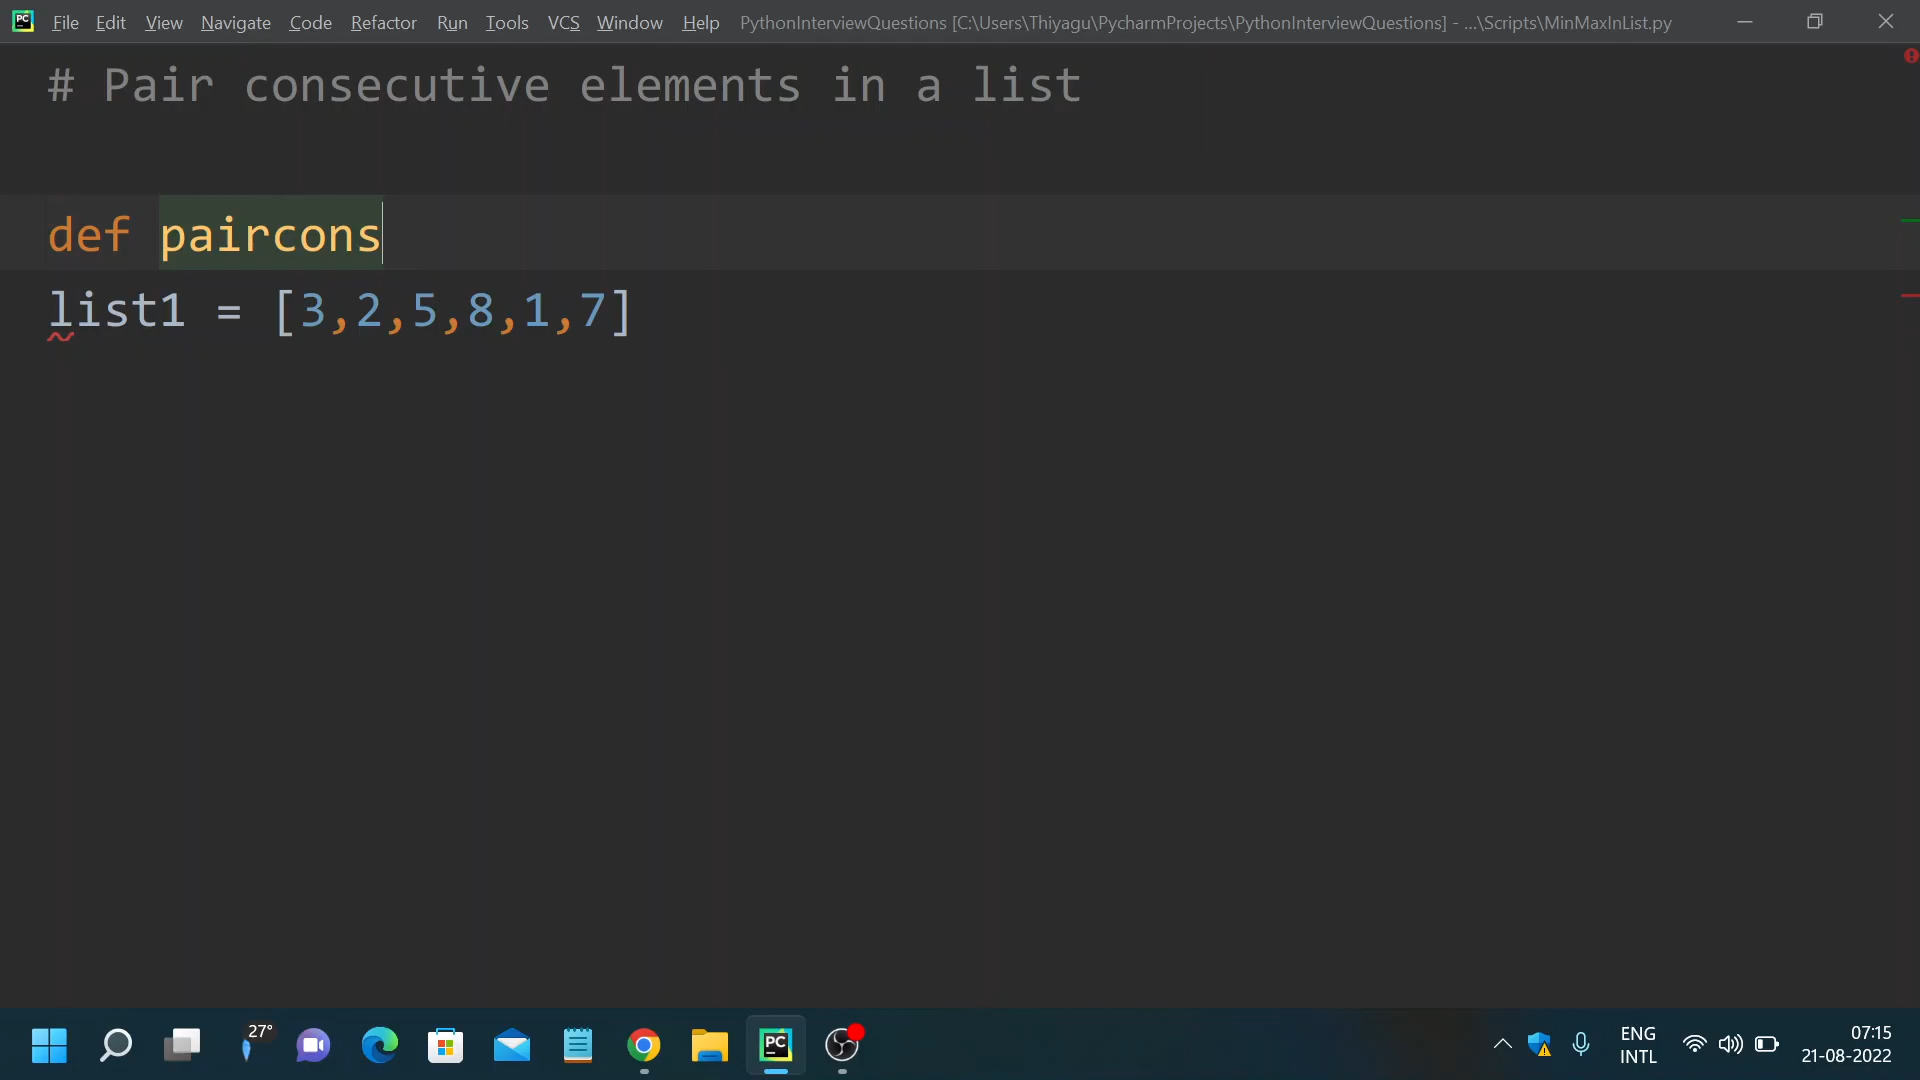 File Edit View Navigate Code Refactor Run Tools VCS Window Help PythonInterviewQuestions [C:\Users\Thiyagu\PycharmProjects\PythonInterviewQuestions] - ...\Scripts\MinMaxInList.py
# Pair consecutive elements in a list
def paircons
list1 = [3,2,5,8,1,7]
27°
PC
ENG
INTL
07:15
21-08-2022